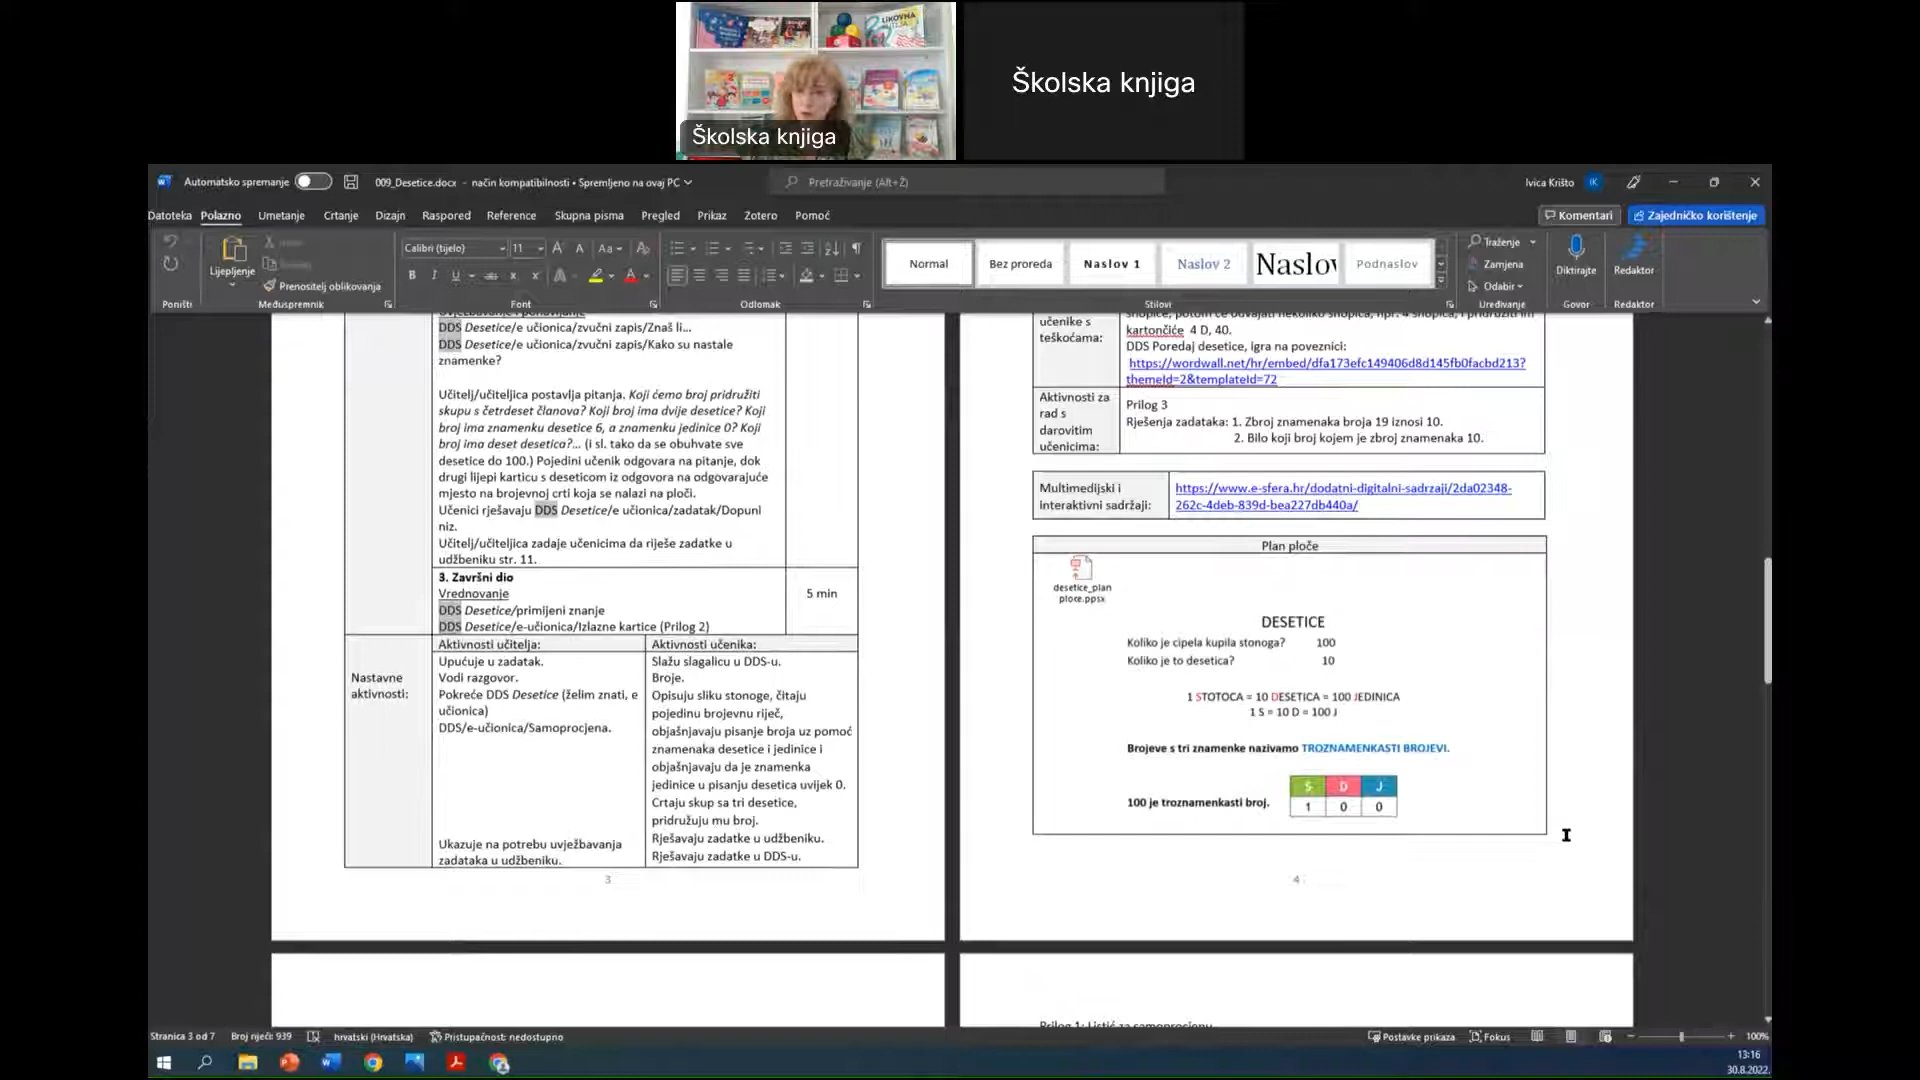 LIKOVNA
Školska knjiga
Školska knjiga
Automatsko spremanje
009_Desetice.docx - način kompatibilnosti • Spremljeno na ovaj PC
Pretraživanje (Alt+Ž)
Ivica Krišto
IK
Datoteka Polazno Umetanje Crtanje Dizajn Raspored Reference Skupna pisma Pregled Prikaz Zotero Pomoć
Komentari
Zajedničko korištenje
Lijepljenje
Prenositelj oblikovanja
Calibri (tijelo) 11
Normal
Bez proreda
Naslov 1
Naslov 2
Naslov
Podnaslov
Traženje
Zamjena
Odabir
Diktirajte
Redaktor
Poništi
Međuspremnik
Font
Odlomak
Stilovi
Uređivanje
Govor
Redaktor
DDS Desetice/e učionica/zvučni zapis/Znaš li...
DDS Desetice/e učionica/zvučni zapis/Kako su nastale
znamenke?
Učitelj/učiteljica postavlja pitanja. Koji ćemo broj pridružiti
skupu s četrdeset članova? Koji broj ima dvije desetice? Koji
broj ima znamenku desetice 6, a znamenku jedinice 0? Koji
broj ima deset desetica?... (i sl. tako da se obuhvate sve
desetice do 100.) Pojedini učenik odgovara na pitanje, dok
drugi lijepi karticu s deseticom iz odgovora na odgovarajuće
mjesto na brojevnoj crti koja se nalazi na ploči.
Učenici rješavaju DDS Desetice/e učionica/zadatak/Dopuni
niz.
Učitelj/učiteljica zadaje učenicima da riješe zadatke u
udžbeniku str. 11.
3. Završni dio
Vrednovanje
DDS Desetice/primijeni znanje
DDS Desetice/e-učionica/Izlazne kartice (Prilog 2)
5 min
Nastavne
aktivnosti:
Aktivnosti učitelja:
Upućuje u zadatak.
Vodi razgovor.
Pokreće DDS Desetice (želim znati, e
učionica)
DDS/e-učionica/Samoprocjena.
Ukazuje na potrebu uvježbavanja
zadataka u udžbeniku.
Aktivnosti učenika:
Slažu slagalicu u DDS-u.
Broje.
Opisuju sliku stonoge, čitaju
pojedinu brojevnu riječ,
objašnjavaju pisanje broja uz pomoć
znamenaka desetice i jedinice i
objašnjavaju da je znamenka
jedinice u pisanju desetica uvijek 0.
Crtaju skup sa tri desetice,
pridružuju mu broj.
Rješavaju zadatke u udžbeniku.
Rješavaju zadatke u DDS-u.
3
učenike s
teškoćama:
kartončiće 4 D, 40.
DDS Poredaj desetice, igra na poveznici:
https://wordwall.net/hr/embed/dfa173efc149406d8d145fb0facbd213?
themeId=2&templateId=72
Aktivnosti za
rad s
darovitim
učenicima:
Prilog 3
Rješenja zadataka: 1. Zbroj znamenaka broja 19 iznosi 10.
2. Bilo koji broj kojem je zbroj znamenaka 10.
Multimedijski i
interaktivni sadržaji:
https://www.e-sfera.hr/dodatni-digitalni-sadrzaji/2da02348-
262c-4deb-839d-bea227db440a/
Plan ploče
desetice_plan
ploce.ppsx
DESETICE
Koliko je cipela kupila stonoga? 100
Koliko je to desetica? 10
1 STOTOCA = 10 DESETICA = 100 JEDINICA
1 S = 10 D = 100 J
Brojeve s tri znamenke nazivamo TROZNAMENKASTI BROJEVI.
100 je troznamenkasti broj.
S D J
1 0 0
4
Prilog 1: Listić za samoprocjenu
Stranica 3 od 7
Broj riječi: 939
hrvatski (Hrvatska)
Pristupačnost: nedostupno
Postavke prikaza
Fokus
100%
13:16
30.8.2022.